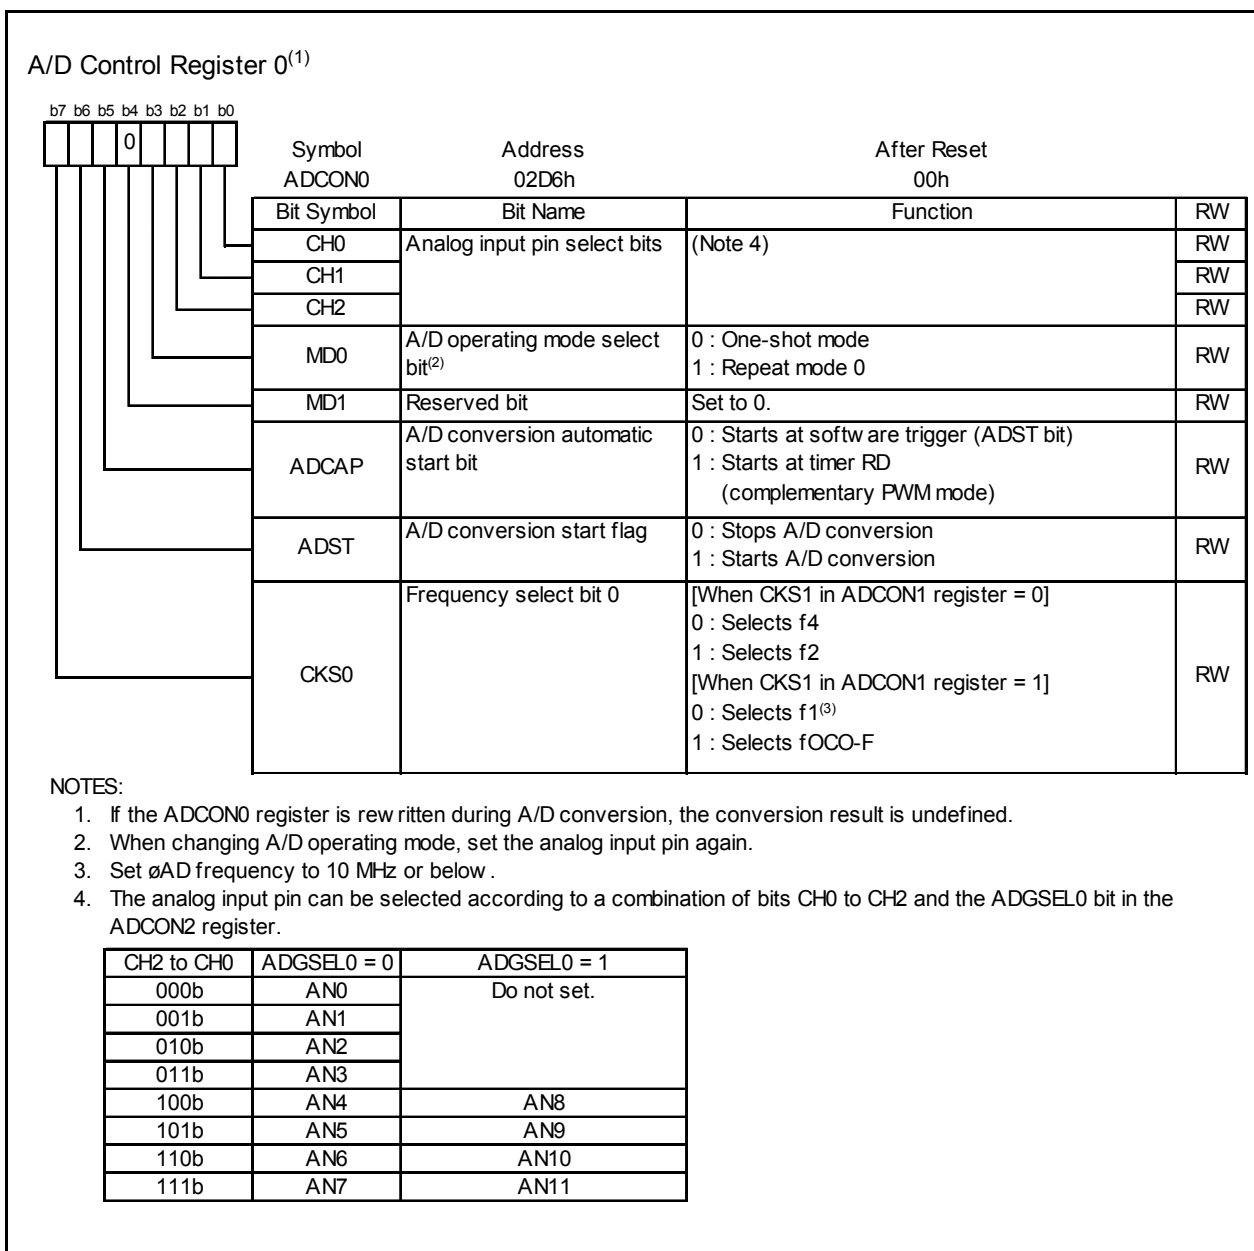 A/D Control Register 0(1)
b7 b6 b5 b4 b3 b2 b1 b0
0
Symbol Address After Reset
ADCON0 02D6h 00h
Bit Symbol Bit Name Function RW
CH0 Analog input pin select bits (Note 4) RW
CH1 RW
CH2 RW
MD0 A/D operating mode select bit(2) 0 : One-shot mode RW
1 : Repeat mode 0
MD1 Reserved bit Set to 0. RW
ADCAP A/D conversion automatic start bit 0 : Starts at software trigger (ADST bit) RW
1 : Starts at timer RD
(complementary PWM mode)
ADST A/D conversion start flag 0 : Stops A/D conversion RW
1 : Starts A/D conversion
CKS0 Frequency select bit 0 [When CKS1 in ADCON1 register = 0] RW
0 : Selects f4
1 : Selects f2
[When CKS1 in ADCON1 register = 1]
0 : Selects f1(3)
1 : Selects fOCO-F
NOTES:
1. If the ADCON0 register is rewritten during A/D conversion, the conversion result is undefined.
2. When changing A/D operating mode, set the analog input pin again.
3. Set øAD frequency to 10 MHz or below.
4. The analog input pin can be selected according to a combination of bits CH0 to CH2 and the ADGSEL0 bit in the
ADCON2 register.
CH2 to CH0 ADGSEL0 = 0 ADGSEL0 = 1
000b AN0 Do not set.
001b AN1
010b AN2
011b AN3
100b AN4 AN8
101b AN5 AN9
110b AN6 AN10
111b AN7 AN11